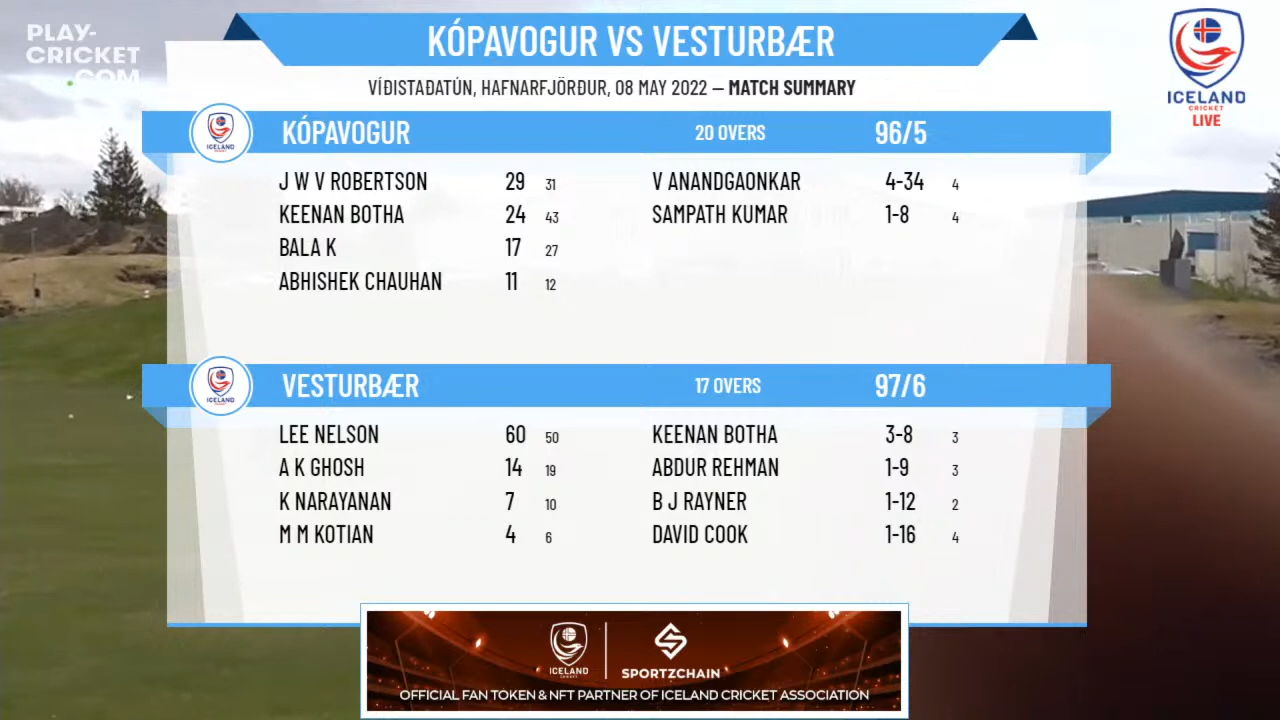 PLAY-
CRICKET
.COM
KÓPAVOGUR VS VESTURBÆR
VÍÐISTAÐATÚN, HAFNARFJÖRÐUR, 08 MAY 2022 – MATCH SUMMARY
ICELAND
CRICKET
LIVE
ICELAND
KÓPAVOGUR 20 OVERS 96/5
J W V ROBERTSON 29 31 V ANANDGAONKAR 4-34 4
KEENAN BOTHA 24 43 SAMPATH KUMAR 1-8 4
BALA K 17 27
ABHISHEK CHAUHAN 11 12
ICELAND
VESTURBÆR 17 OVERS 97/6
LEE NELSON 60 50 KEENAN BOTHA 3-8 3
A K GHOSH 14 19 ABDUR REHMAN 1-9 3
K NARAYANAN 7 10 B J RAYNER 1-12 2
M M KOTIAN 4 6 DAVID COOK 1-16 4
ICELAND SPORTZCHAIN
OFFICIAL FAN TOKEN & NFT PARTNER OF ICELAND CRICKET ASSOCIATION